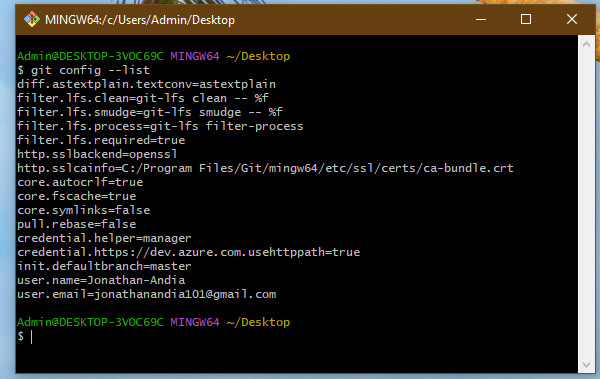 MINGW64:/c/Users/Admin/Desktop
Admin@DESKTOP-3VOC69C MINGW64 ~/Desktop
$ git config --list
diff.astextplain.textconv=astextplain
filter.lfs.clean=git-lfs clean -- %f
filter.lfs.smudge=git-lfs smudge -- %f
filter.lfs.process=git-lfs filter-process
filter.lfs.required=true
http.sslbackend=openssl
http.sslcainfo=C:/Program Files/Git/mingw64/etc/ssl/certs/ca-bundle.crt
core.autocrlf=true
core.fscache=true
core.symlinks=false
pull.rebase=false
credential.helper=manager
credential.https://dev.azure.com.usehttppath=true
init.defaultbranch=master
user.name=Jonathan-Andia
user.email=jonathanandia101@gmail.com
Admin@DESKTOP-3VOC69C MINGW64 ~/Desktop
$